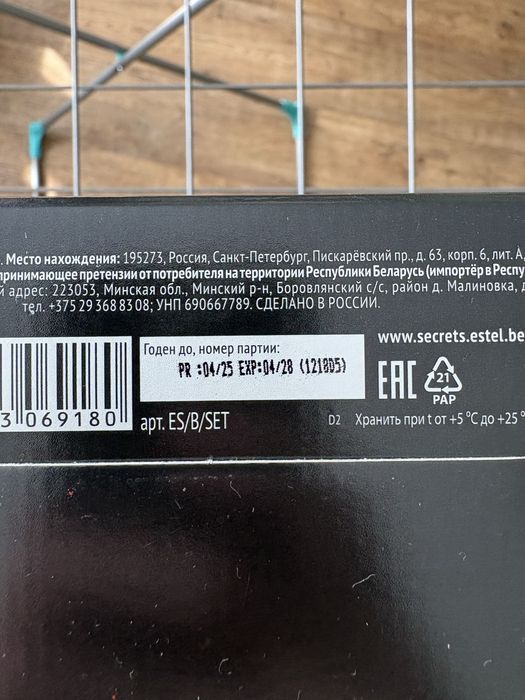 . Место нахождения: 195273, Россия, Санкт-Петербург, Пискарёвский пр., д. 63, корп. 6, лит. А,
принимающее претензии от потребителя на территории Республики Беларусь (импортёр в Респу
й адрес: 223053, Минская обл., Минский р-н, Боровлянский с/с, район д. Малиновка, д
тел. +375 29 368 83 08; УНП 690667789. СДЕЛАНО В РОССИИ.
Годен до, номер партии:
PR :04/25 EXP:04/28 (1218D5)
www.secrets.estel.be
EAC
21
PAP
3 069180
арт. ES/B/SET
D2
Хранить при t от +5 °C до +25 °